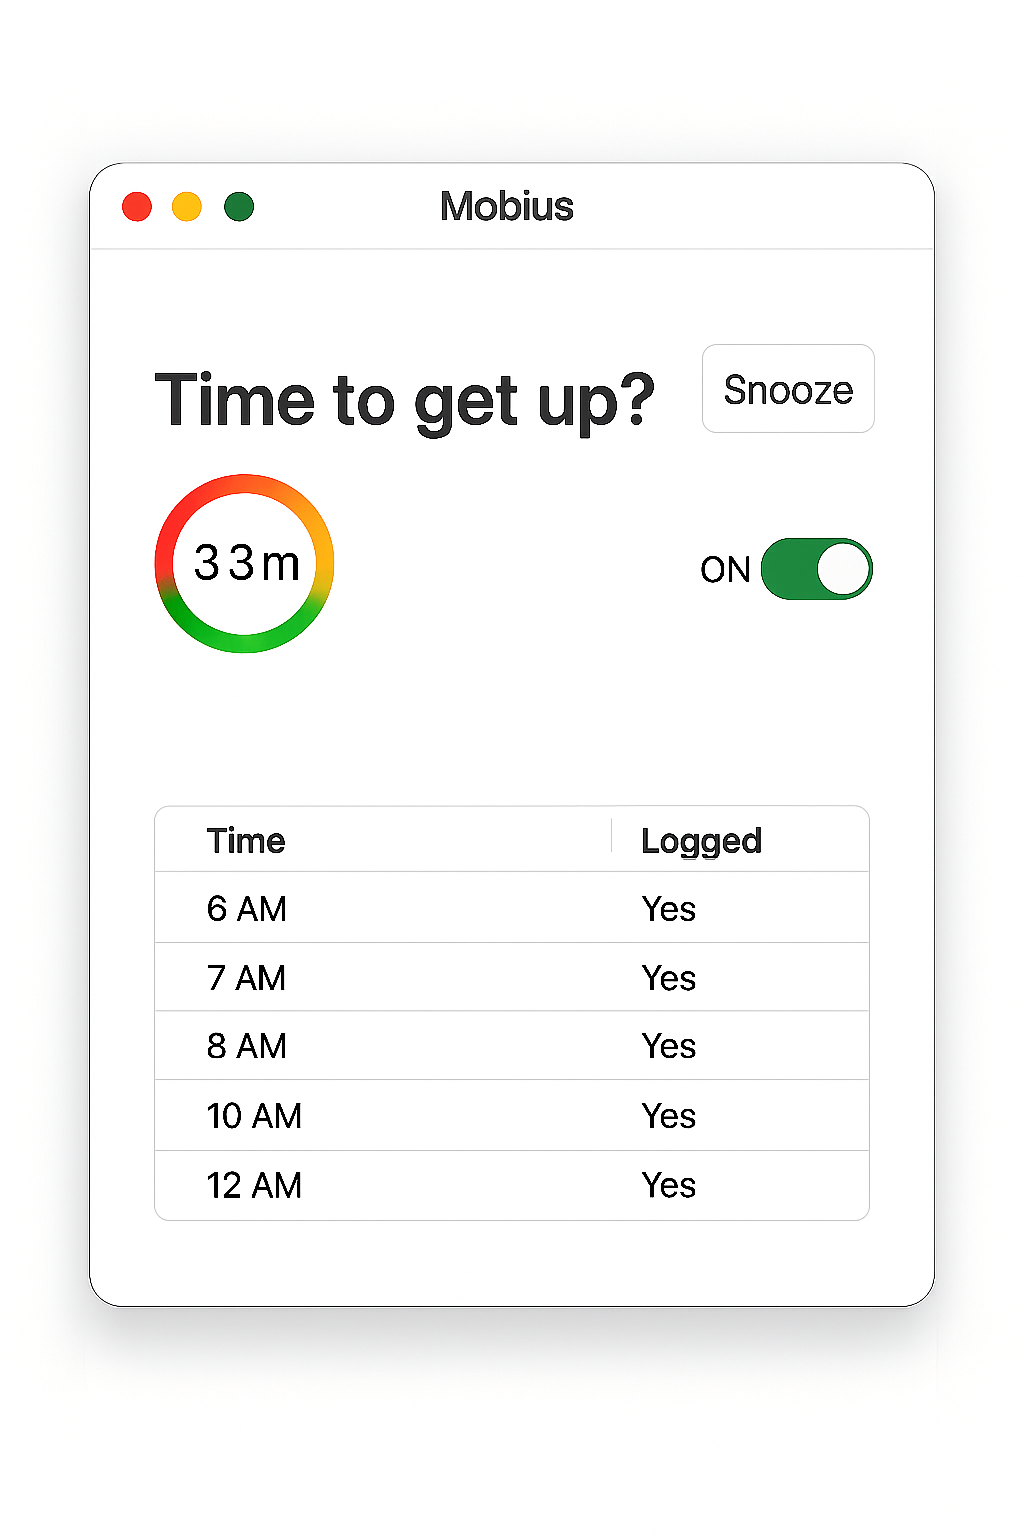 Mobius
Time to get up?
Snooze
33m
ON
Time Logged
6 AM Yes
7 AM Yes
8 AM Yes
10 AM Yes
12 AM Yes